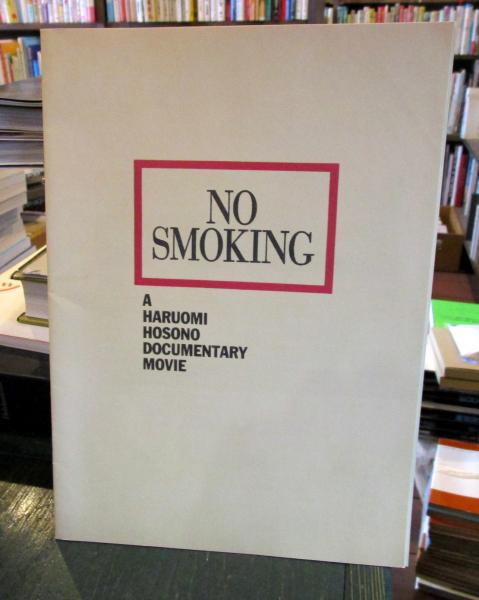 NO
SMOKING
A
HARUOMI
HOSONO
DOCUMENTARY
MOVIE